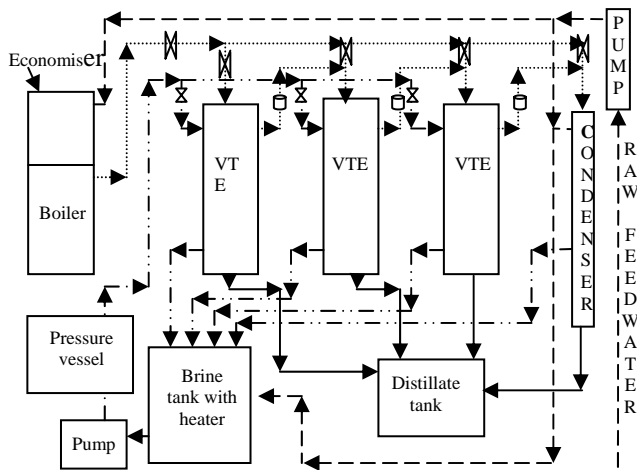 P
U
M
P
Economiser
VT
E
VTE
VTE
C
O
N
D
E
N
S
E
R
R
A
W
F
E
E
D
W
A
T
E
R
Boiler
Pressure
vessel
Brine
tank with
heater
Distillate
tank
Pump